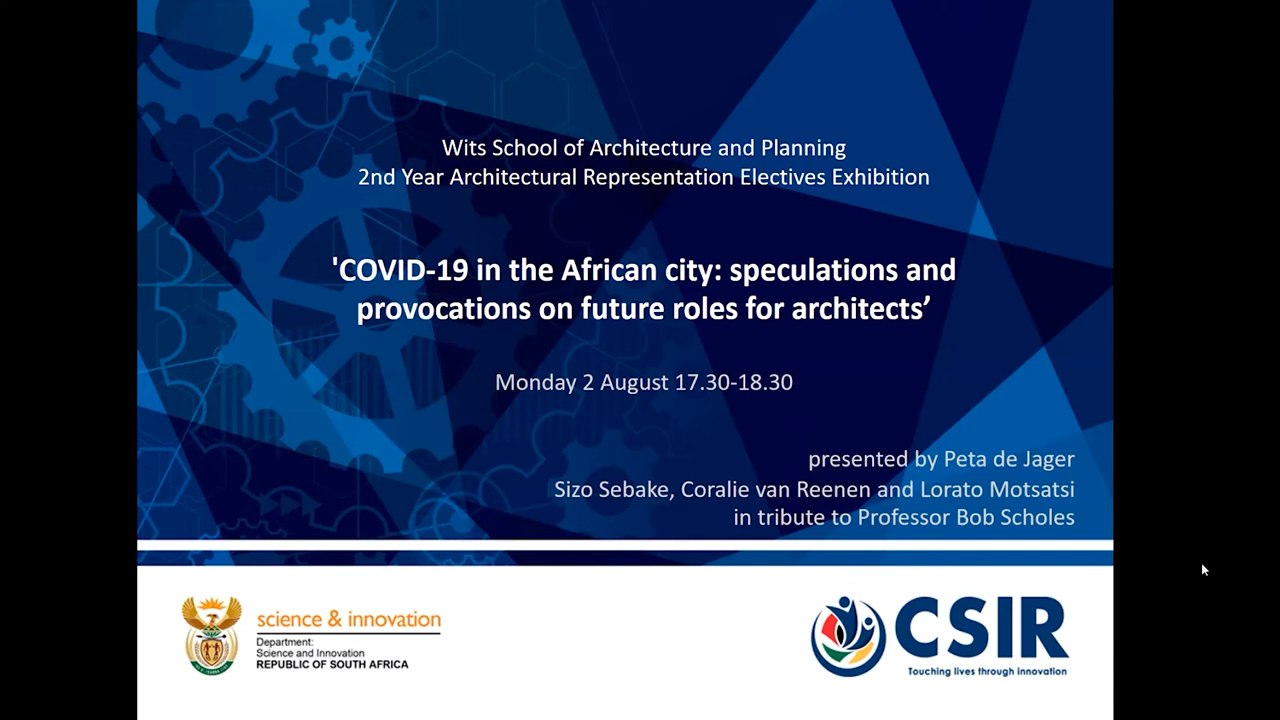 Wits School of Architecture and Planning
2nd Year Architectural Representation Electives Exhibition
'COVID-19 in the African city: speculations and
provocations on future roles for architects’
Monday 2 August 17.30-18.30
presented by Peta de Jager
Sizo Sebake, Coralie van Reenen and Lorato Motsatsi
in tribute to Professor Bob Scholes
science & innovation
Department:
Science and Innovation
REPUBLIC OF SOUTH AFRICA
CSIR
Touching lives through innovation